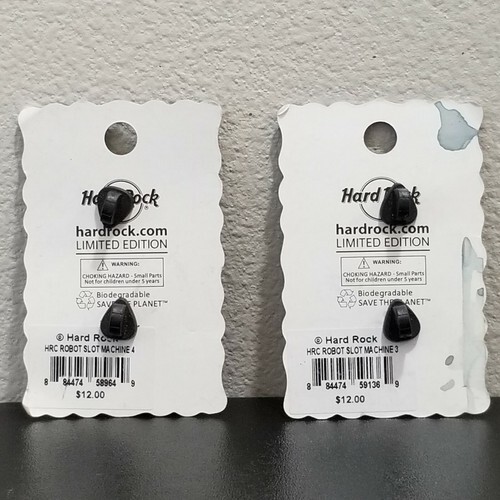 Hard Rock
hardrock.com
LIMITED EDITION
WARNING:
CHOKING HAZARD - Small Parts
Not for children under 5 years
Biodegradable
SAVE THE PLANET™
® Hard Rock
HRC ROBOT SLOT MACHINE 4
8 84474 58964 9
$12.00
Hard Rock
hardrock.com
LIMITED EDITION
WARNING:
CHOKING HAZARD - Small Parts
Not for children under 5 years
Biodegradable
SAVE THE PLANET™
® Hard Rock
HRC ROBOT SLOT MACHINE 3
8 84474 59136 9
$12.00